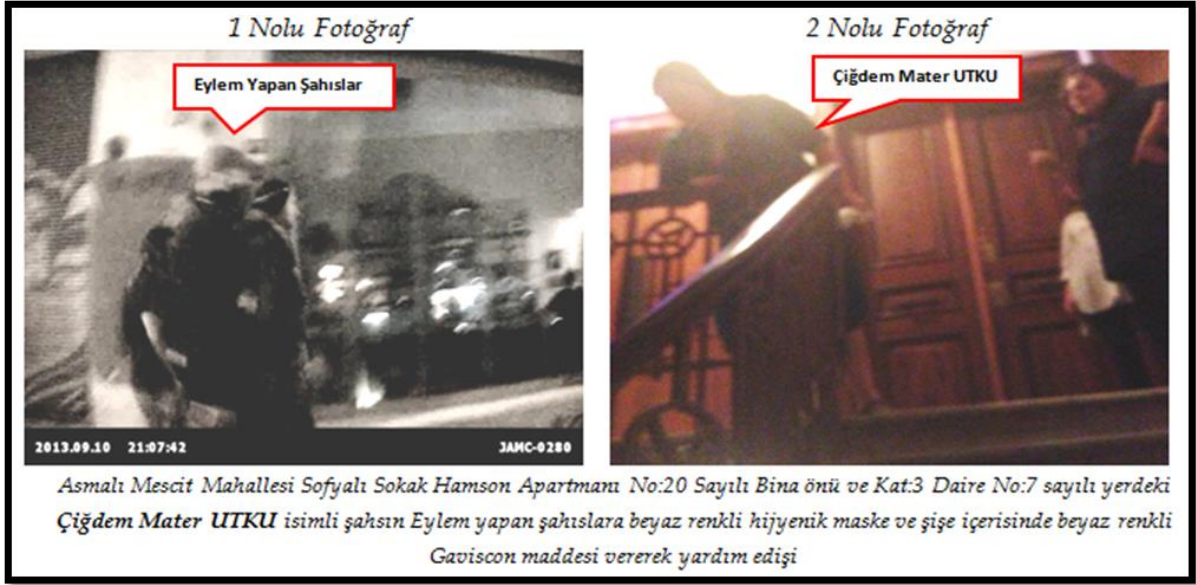 1 Nolu Fotoğraf
2 Nolu Fotoğraf
Eylem Yapan Şahıslar
Çiğdem Mater UTKU
2013.09.10 21:07:42
JAMC-0280
Asmalı Mescit Mahallesi Sofyalı Sokak Hamson Apartmanı No:20 Sayılı Bina önü ve Kat:3 Daire No:7 sayılı yerdeki
Çiğdem Mater UTKU isimli şahsın Eylem yapan şahıslara beyaz renkli hijyenik maske ve şişe içerisinde beyaz renkli
Gaviscon maddesi vererek yardım edişi